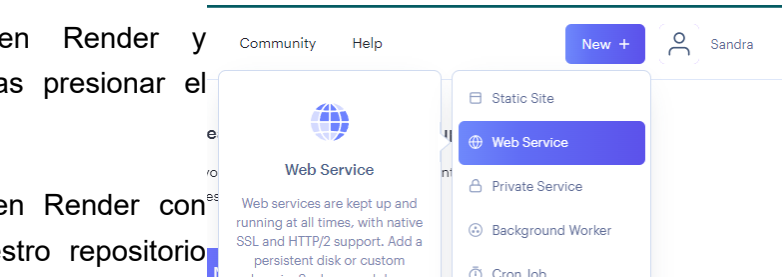 en Render y
as presionar el
en Render con
estro repositorio
Community Help New + Sandra
Web Service
Web services are kept up and
running at all times, with native
SSL and HTTP/2 support. Add a
persistent disk or custom
Static Site
Web Service
Private Service
Background Worker
Cron Job